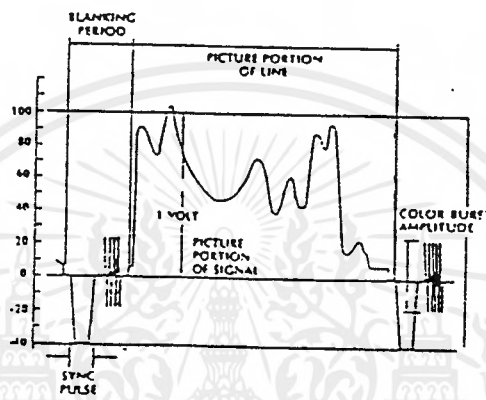 BLANKING
PERIOD
PICTURE PORTION
OF LINE
100
80
60
40
20
0
-20
-40
1 VOLT
PICTURE
PORTION
OF SIGNAL
COLOR BURST
AMPLITUDE
SYNC
PULSE